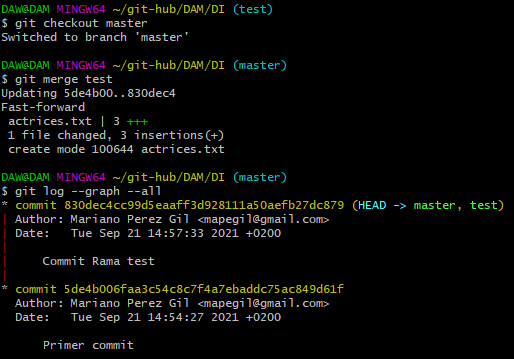 DAW@DAM MINGW64 ~/git-hub/DAM/DI (test)
$ git checkout master
Switched to branch 'master'
DAW@DAM MINGW64 ~/git-hub/DAM/DI (master)
$ git merge test
Updating 5de4b00..830dec4
Fast-forward
actrices.txt | 3 +++
1 file changed, 3 insertions(+)
create mode 100644 actrices.txt
DAW@DAM MINGW64 ~/git-hub/DAM/DI (master)
$ git log --graph --all
* commit 830dec4cc99d5eaaff3d928111a50aefb27dc879 (HEAD -> master, test)
| Author: Mariano Perez Gil <mapegil@gmail.com>
| Date:   Tue Sep 21 14:57:33 2021 +0200
|
|     Commit Rama test
|
* commit 5de4b006faa3c54c8c7f4a7ebaddc75ac849d61f
Author: Mariano Perez Gil <mapegil@gmail.com>
Date:   Tue Sep 21 14:54:27 2021 +0200
Primer commit